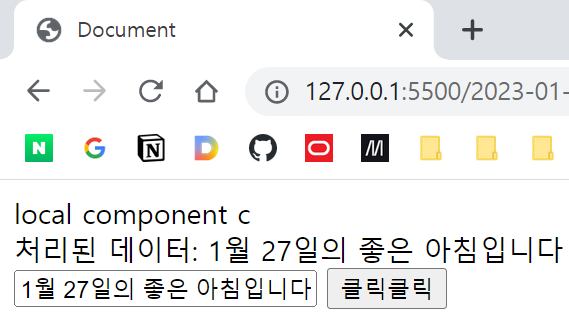 Document
127.0.0.1:5500/2023-01-
N G N D M
local component c
처리된 데이터: 1월 27일의 좋은 아침입니다
1월 27일의 좋은 아침입니다 클릭클릭